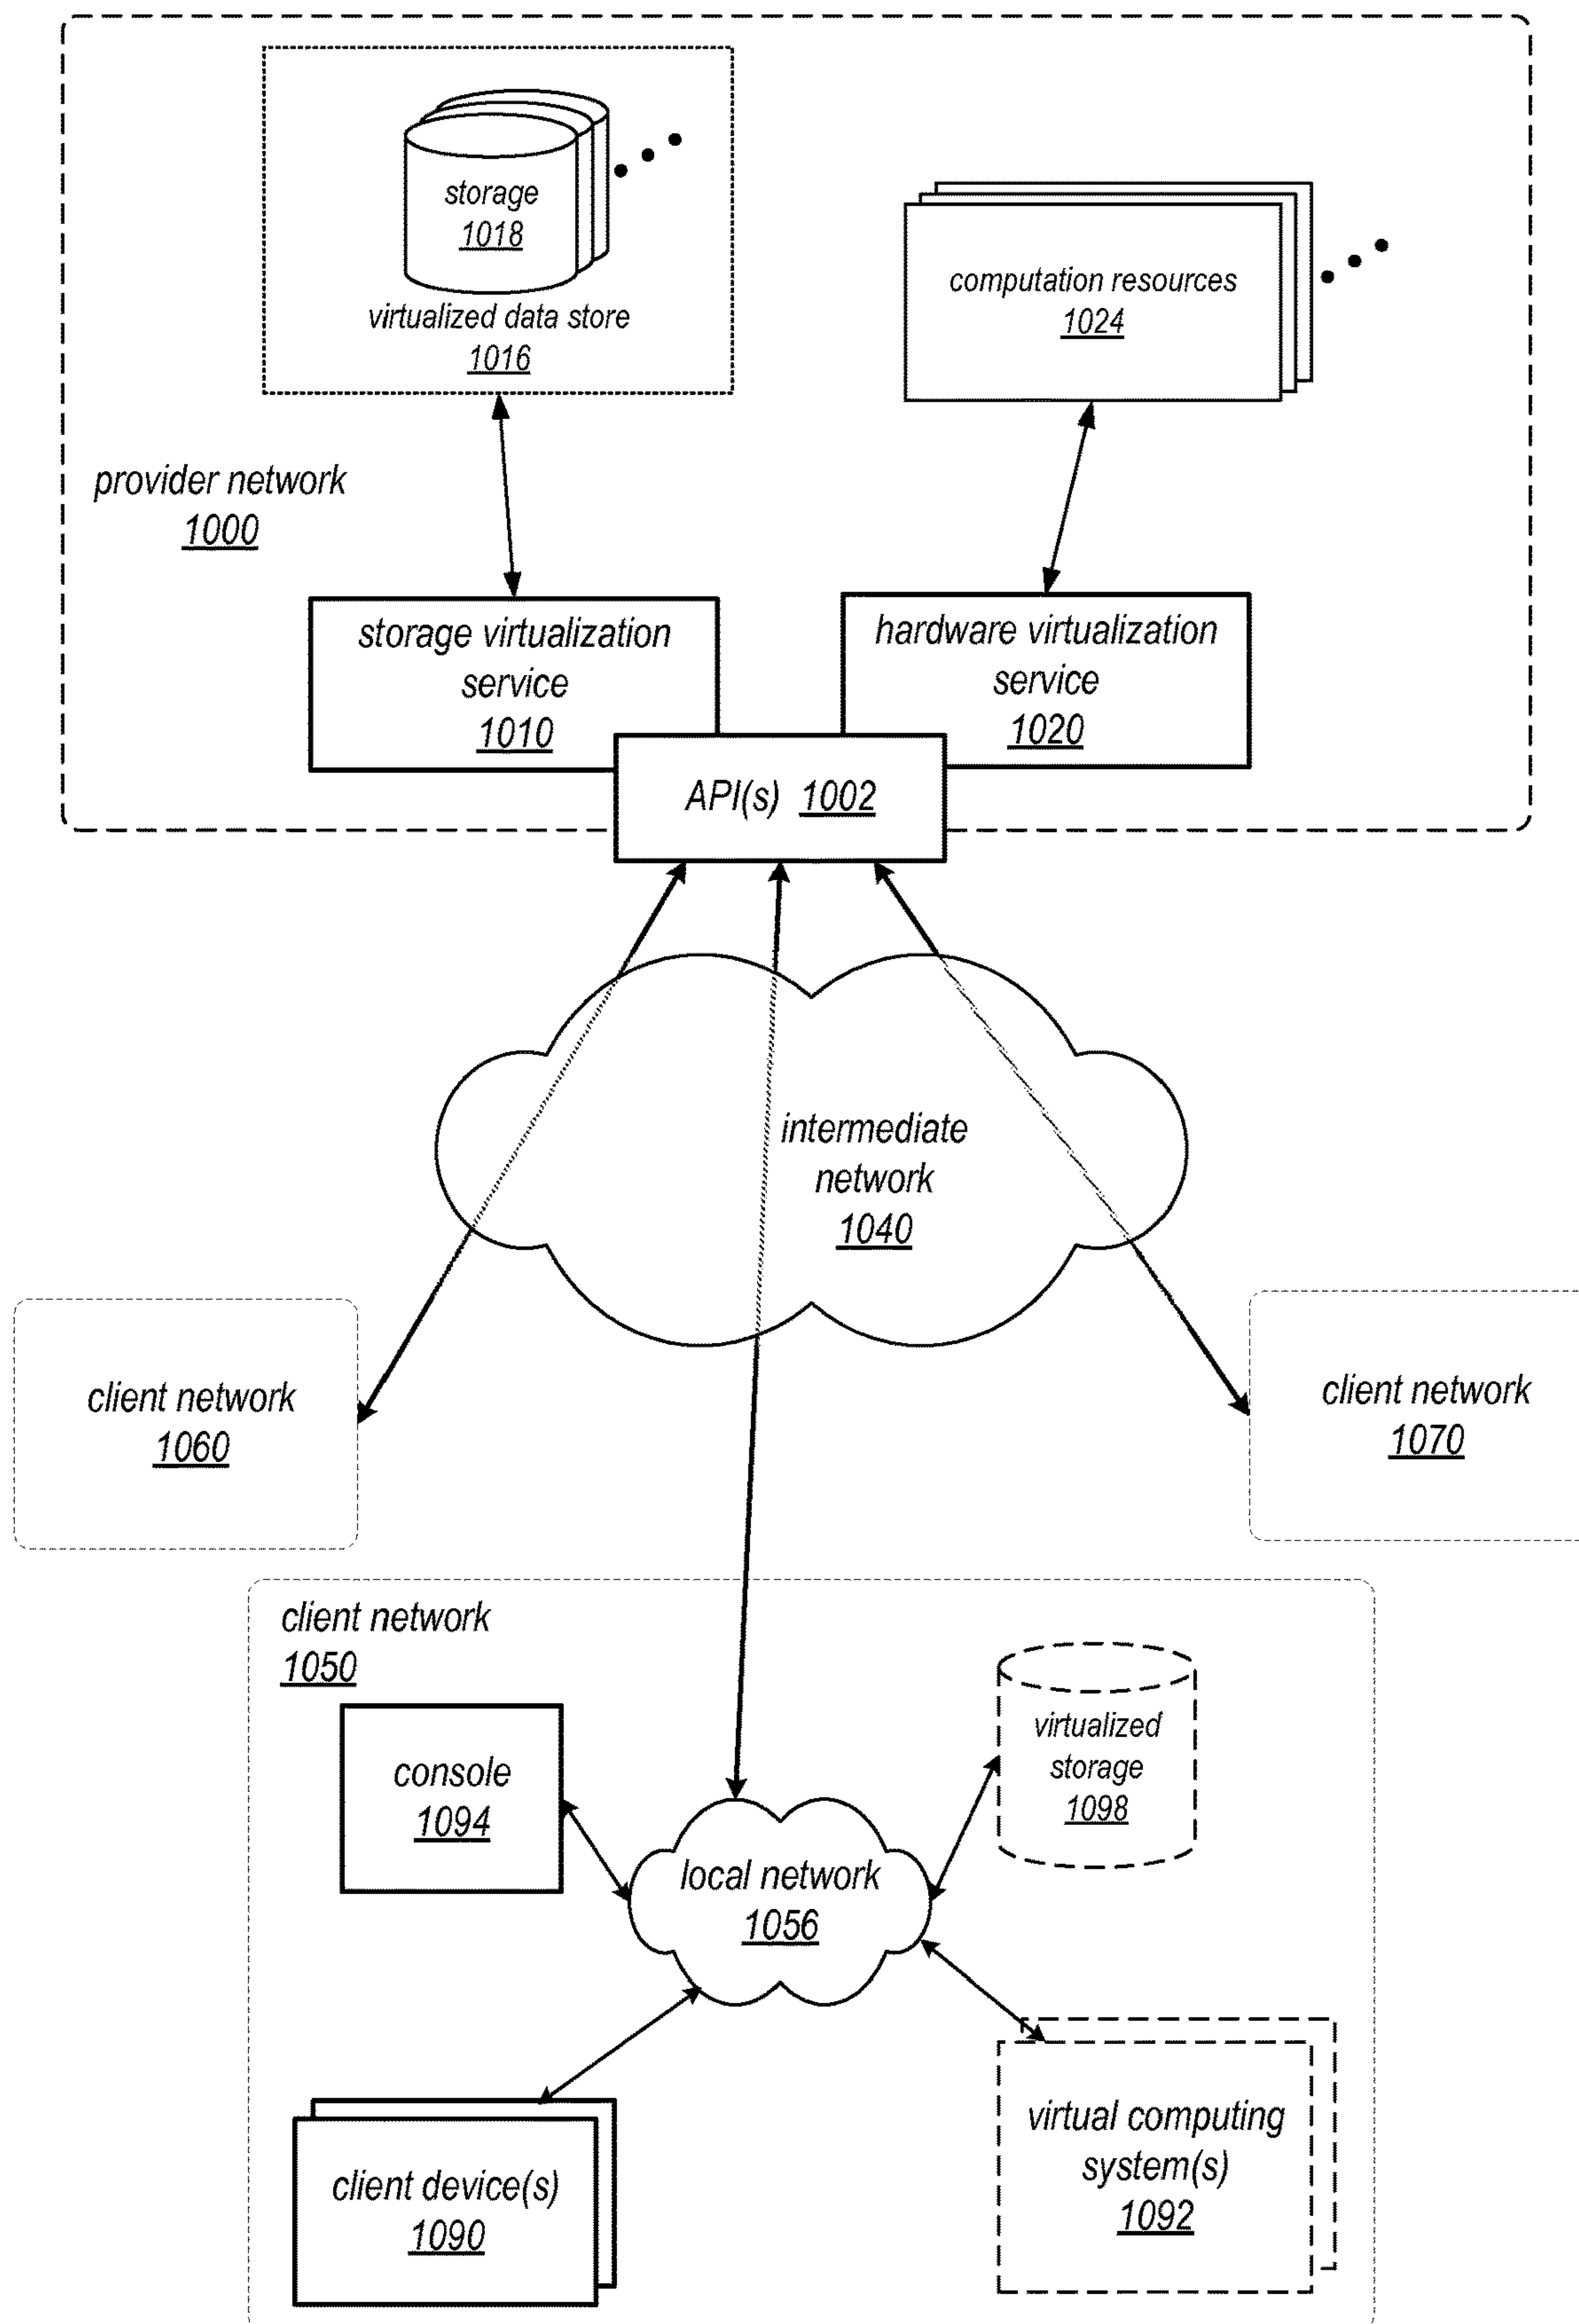 storage
1018
virtualized data store
1016
computation resources
1024
provider network
1000
storage virtualization
service
1010
hardware virtualization
service
1020
API(s) 1002
intermediate
network
1040
client network
1060
client network
1070
client network
1050
console
1094
virtualized
storage
1098
local network
1056
client device(s)
1090
virtual computing
system(s)
1092